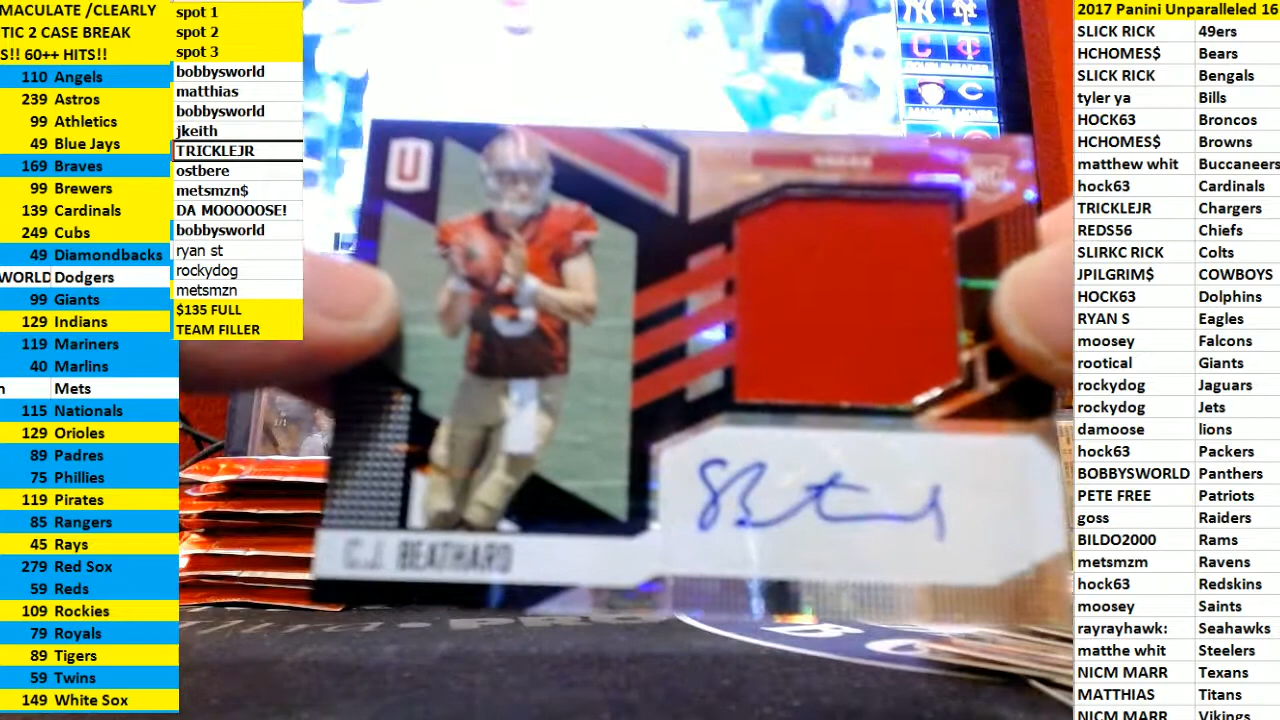 MACULATE /CLEARLY
TIC 2 CASE BREAK
S!! 60++ HITS!!
110 Angels
239 Astros
99 Athletics
49 Blue Jays
169 Braves
99 Brewers
139 Cardinals
249 Cubs
49 Diamondbacks
WORLD Dodgers
99 Giants
129 Indians
119 Mariners
40 Marlins
Mets
115 Nationals
129 Orioles
89 Padres
75 Phillies
119 Pirates
85 Rangers
45 Rays
279 Red Sox
59 Reds
109 Rockies
79 Royals
89 Tigers
59 Twins
149 White Sox
spot 1
spot 2
spot 3
bobbysworld
matthias
bobbysworld
jkeith
TRICKLEJR
ostbere
metsmzn$
DA MOOOOOSE!
bobbysworld
ryan st
rockydog
metsmzn
$135 FULL
TEAM FILLER
U
RC
C.J. BEATHARD
PRO
2017 Panini Unparalleled 16
SLICK RICK 49ers
HCHOMES$ Bears
SLICK RICK Bengals
tyler ya Bills
HOCK63 Broncos
HCHOMES$ Browns
matthew whit Buccaneers
hock63 Cardinals
TRICKLEJR Chargers
REDS56 Chiefs
SLIRKC RICK Colts
JPILGRIM$ COWBOYS
HOCK63 Dolphins
RYAN S Eagles
moosey Falcons
rootical Giants
rockydog Jaguars
rockydog Jets
damoose lions
hock63 Packers
BOBBYSWORLD Panthers
PETE FREE Patriots
goss Raiders
BILDO2000 Rams
metsmzm Ravens
hock63 Redskins
moosey Saints
rayrayhawk: Seahawks
matthe whit Steelers
NICM MARR Texans
MATTHIAS Titans
NICM MARR Vikings